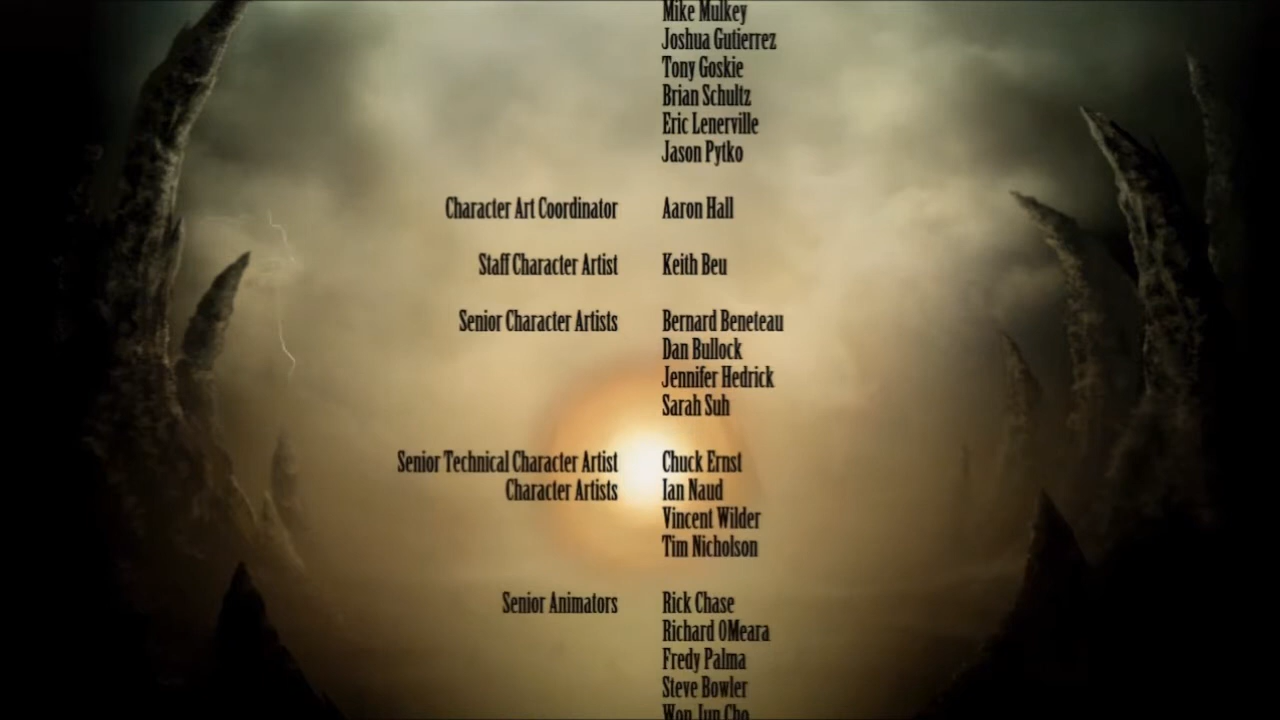 Mike Mulkey
Joshua Gutierrez
Tony Goskie
Brian Schultz
Eric Lenerville
Jason Pytko
Character Art Coordinator Aaron Hall
Staff Character Artist Keith Beu
Senior Character Artists Bernard Beneteau
Dan Bullock
Jennifer Hedrick
Sarah Suh
Senior Technical Character Artist Chuck Ernst
Character Artists Ian Naud
Vincent Wilder
Tim Nicholson
Senior Animators Rick Chase
Richard OMeara
Fredy Palma
Steve Bowler
Won Jun Cho